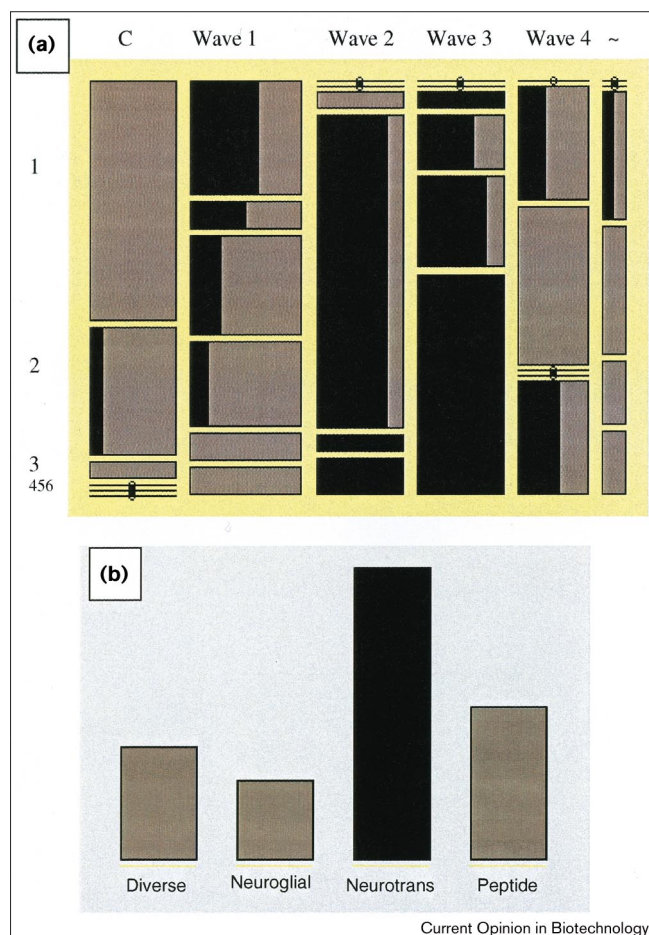 (a)
C Wave 1 Wave 2 Wave 3 Wave 4 ~
1
2
3
456
(b)
Diverse Neuroglial Neurotrans Peptide
Current Opinion in Biotechnology